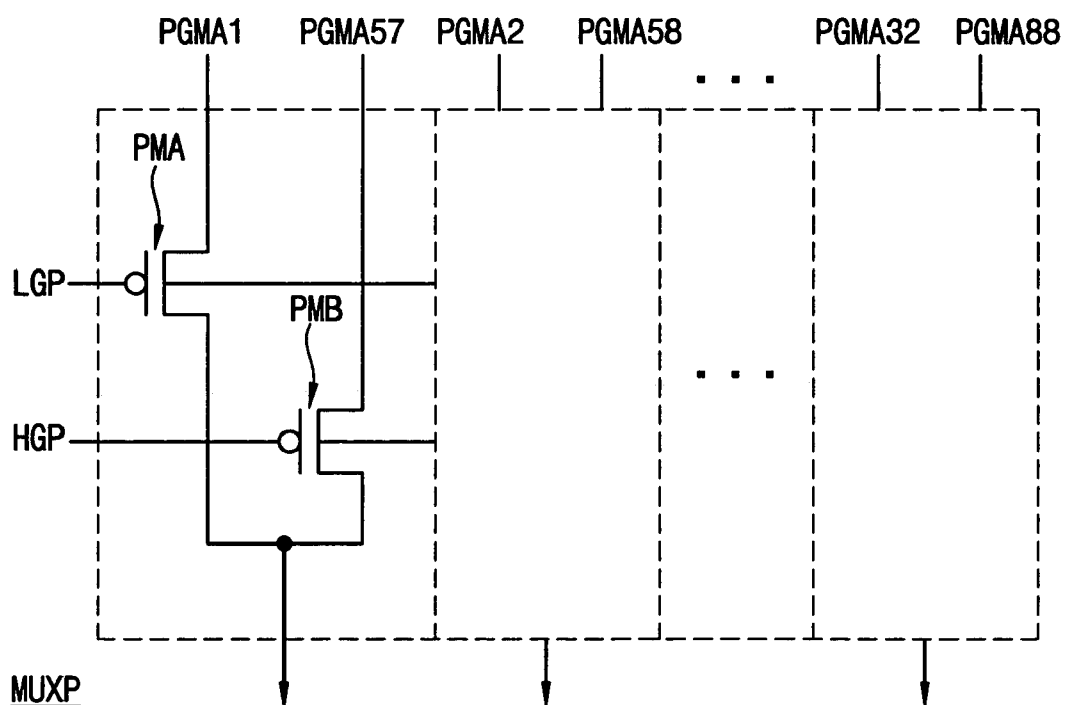 PGMA1 PGMA57 PGMA2 PGMA58 PGMA32 PGMA88
. . .
PMA
LGP
PMB
. . .
HGP
MUXP